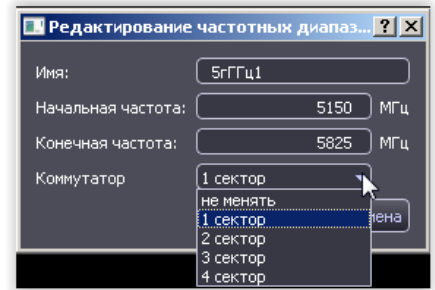 Редактирование частотных диапаз...
Имя: 5гГГц1
Начальная частота: 5150 МГц
Конечная частота: 5825 МГц
Коммутатор 1 сектор
не менять
1 сектор
2 сектор
3 сектор
4 сектор